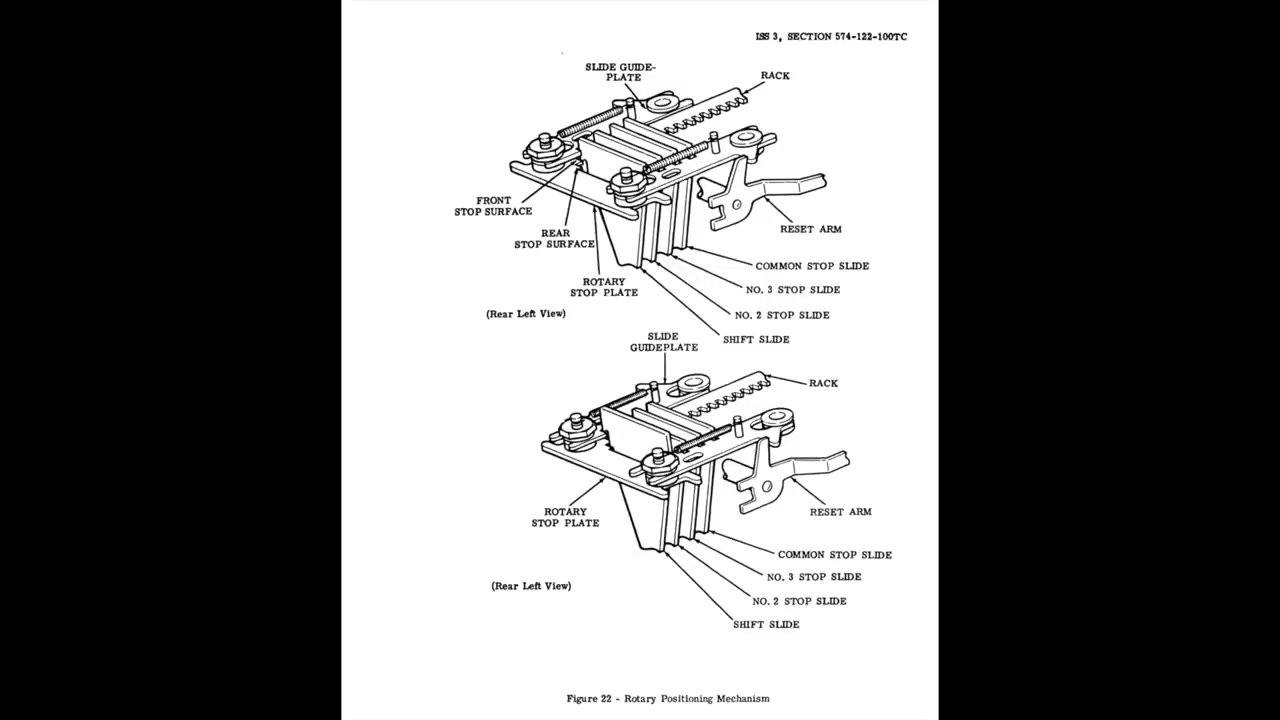 ISS 3, SECTION 574-122-100TC
SLIDE GUIDE-
PLATE
RACK
FRONT
STOP SURFACE
REAR
STOP SURFACE
RESET ARM
COMMON STOP SLIDE
ROTARY
STOP PLATE
NO. 3 STOP SLIDE
(Rear Left View)
NO. 2 STOP SLIDE
SHIFT SLIDE
SLIDE
GUIDEPLATE
RACK
ROTARY
STOP PLATE
RESET ARM
COMMON STOP SLIDE
NO. 3 STOP SLIDE
(Rear Left View)
NO. 2 STOP SLIDE
SHIFT SLIDE
Figure 22 - Rotary Positioning Mechanism